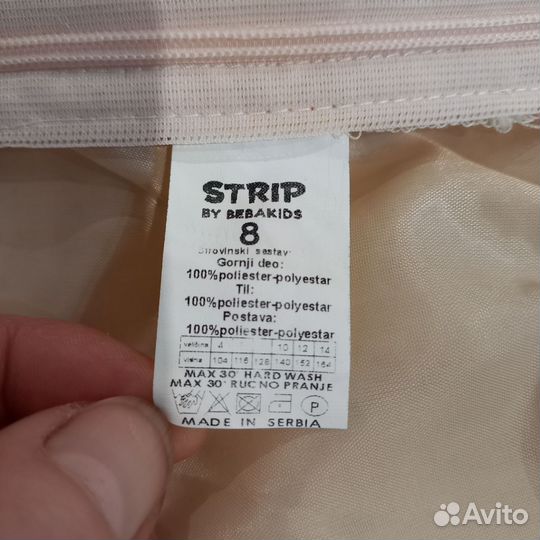 STRIP
BY BEBAKIDS
8
Sirovinski sastav:
Gornji deo:
100%poliester-polyestar
Til:
100%poliester-polyestar
Postava:
100%poliester-polyestar
velicina 4 10 12 14
visina 104 116 128 140 152 164
MAX 30 HARD WASH
MAX 30 RUCNO PRANJE
P
MADE IN SERBIA
Avito